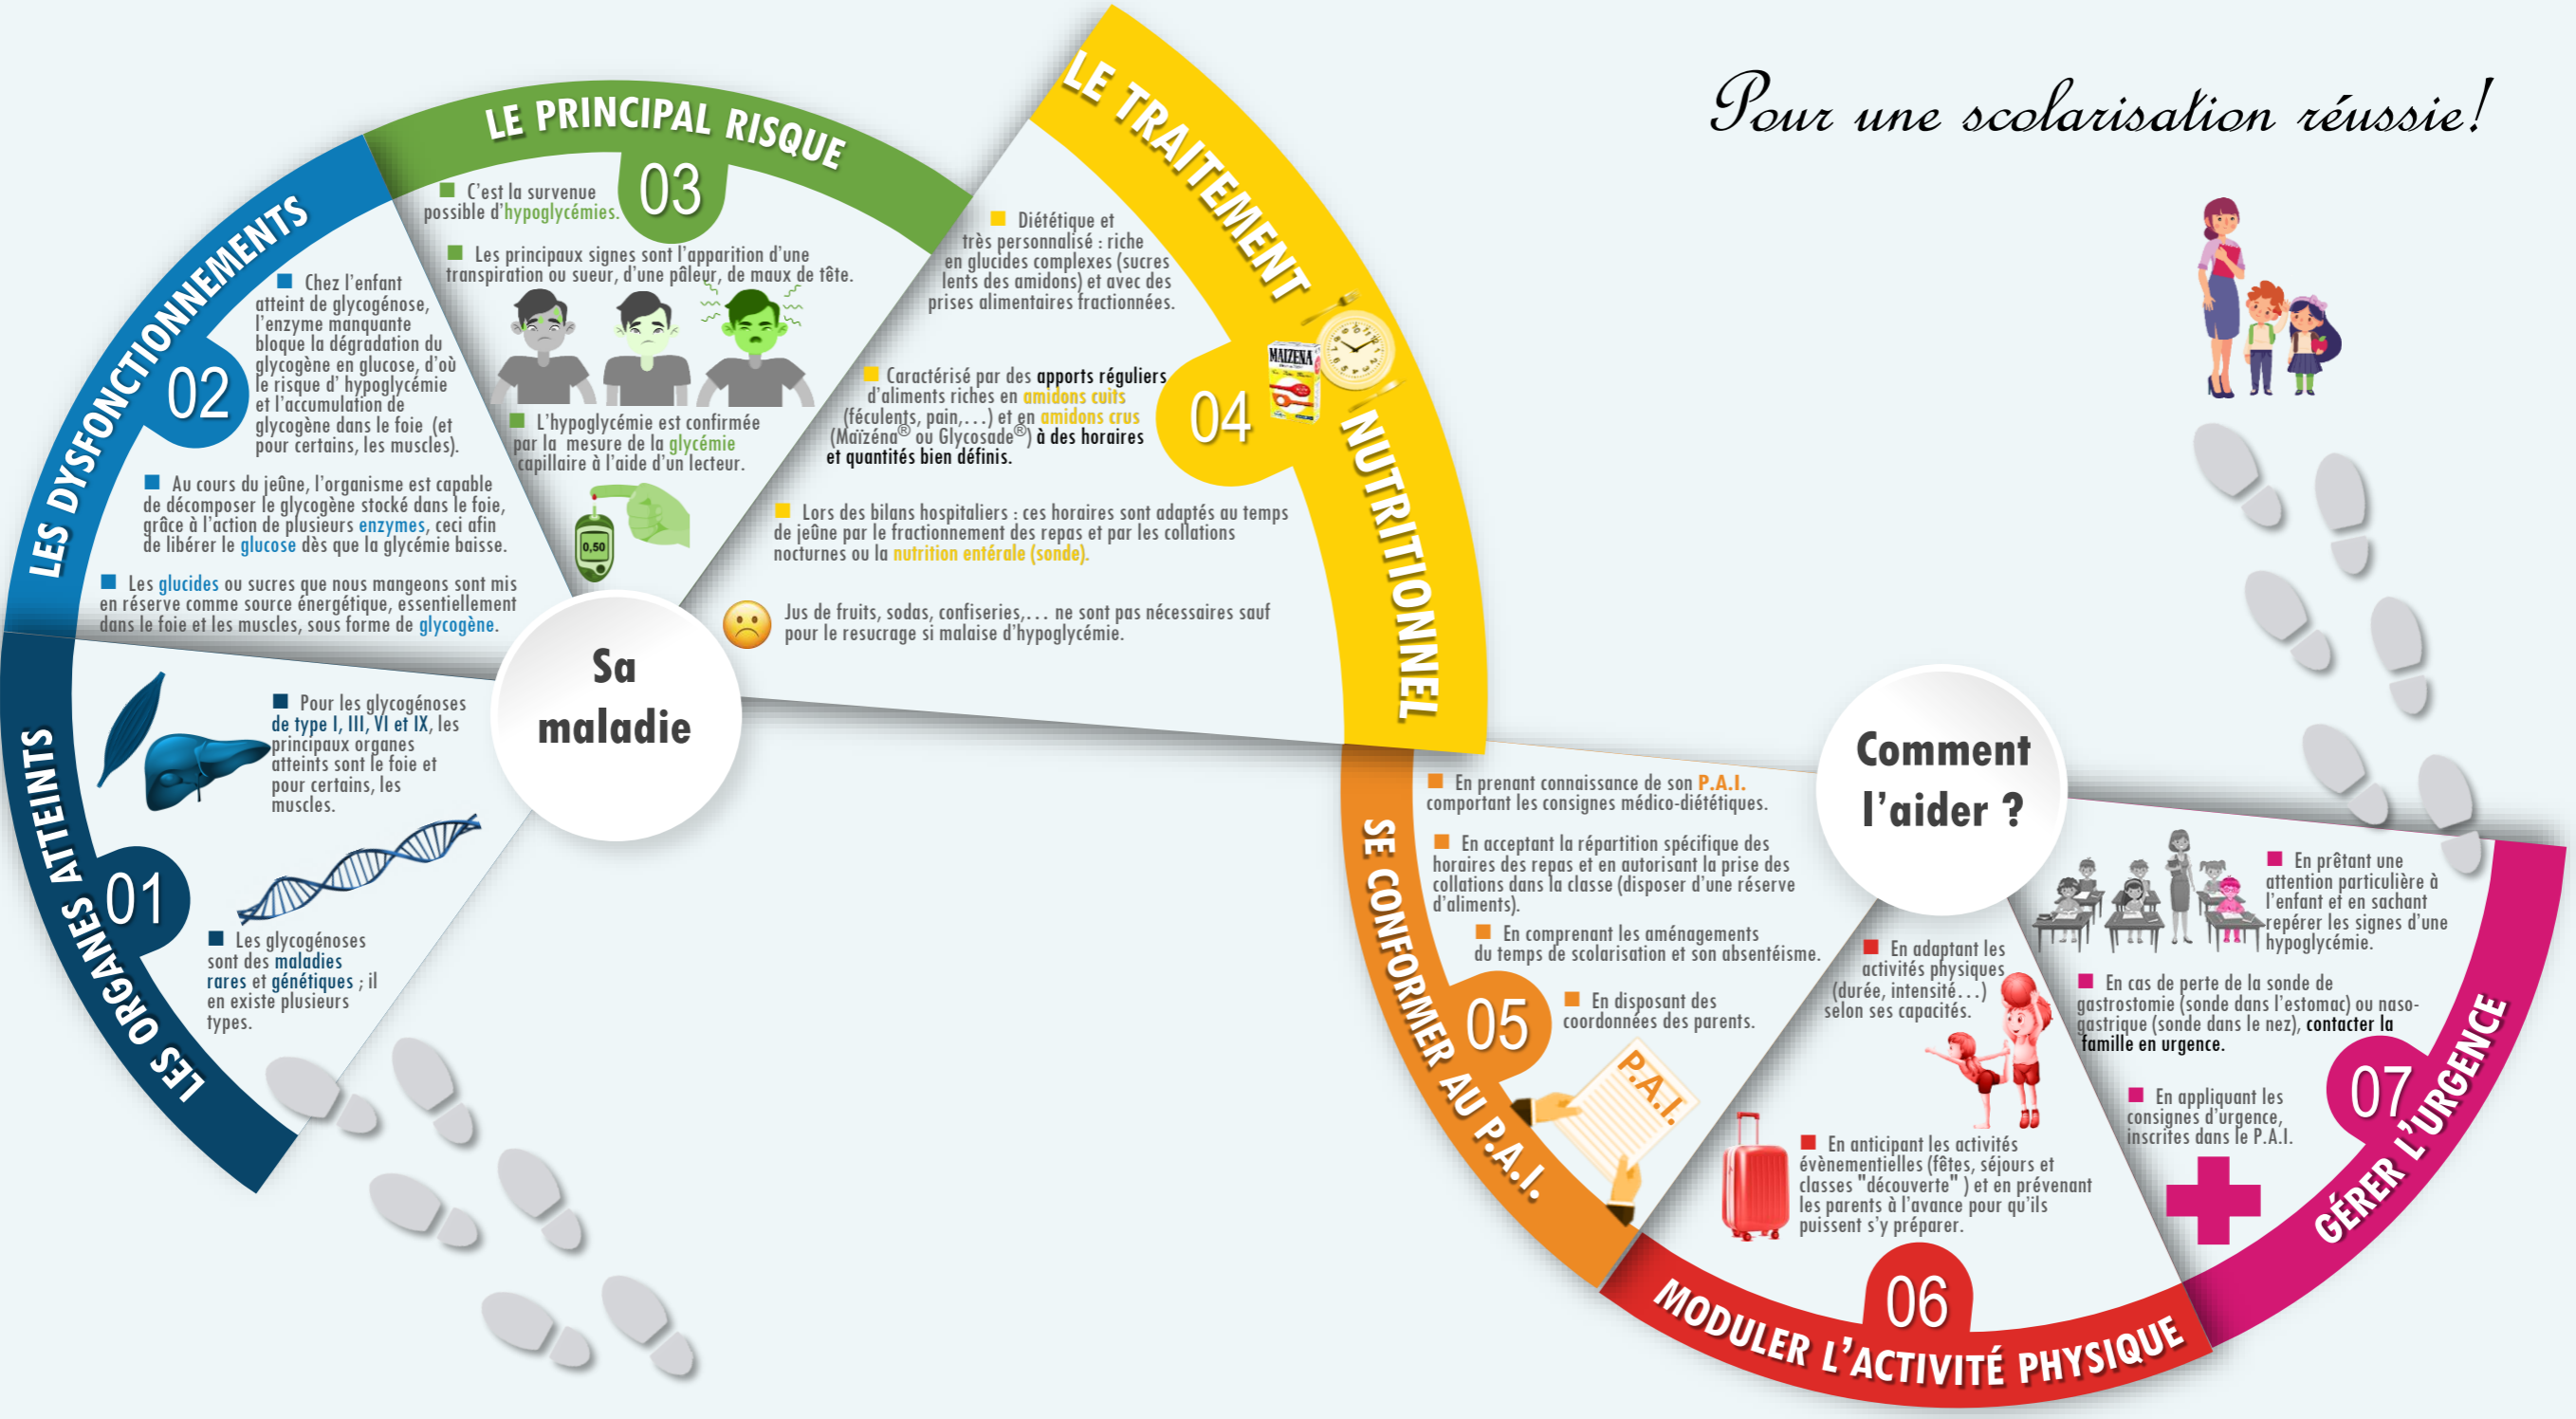 Pour une scolarisation réussie!
Sa
maladie
LES ORGANES ATTEINTS
01
Pour les glycogénoses
de type I, III, VI et IX, les
principaux organes
atteints sont le foie et
pour certains, les
muscles.
Les glycogénoses
sont des maladies
rares et génétiques ; il
en existe plusieurs
types.
LES DYSFONCTIONNEMENTS
02
Chez l'enfant
atteint de glycogénose,
l'enzyme manquante
bloque la dégradation du
glycogène en glucose, d'où
le risque d' hypoglycémie
et l'accumulation de
glycogène dans le foie (et
pour certains, les muscles).
Au cours du jeûne, l'organisme est capable
de décomposer le glycogène stocké dans le foie,
grâce à l'action de plusieurs enzymes, ceci afin
de libérer le glucose dès que la glycémie baisse.
Les glucides ou sucres que nous mangeons sont mis
en réserve comme source énergétique, essentiellement
dans le foie et les muscles, sous forme de glycogène.
LE PRINCIPAL RISQUE
03
C'est la survenue
possible d'hypoglycémies.
Les principaux signes sont l'apparition d'une
transpiration ou sueur, d'une pâleur, de maux de tête.
L'hypoglycémie est confirmée
par la mesure de la glycémie
capillaire à l'aide d'un lecteur.
0,50
LE TRAITEMENT NUTRITIONNEL
04
MAIZENA
Diététique et
très personnalisé : riche
en glucides complexes (sucres
lents des amidons) et avec des
prises alimentaires fractionnées.
Caractérisé par des apports réguliers
d'aliments riches en amidons cuits
(féculents, pain,...) et en amidons crus
(Maïzéna® ou Glycosade®) à des horaires
et quantités bien définis.
Lors des bilans hospitaliers : ces horaires sont adaptés au temps
de jeûne par le fractionnement des repas et par les collations
nocturnes ou la nutrition entérale (sonde).
Jus de fruits, sodas, confiseries,... ne sont pas nécessaires sauf
pour le resucrage si malaise d'hypoglycémie.
Comment
l'aider ?
SE CONFORMER AU P.A.I.
05
En prenant connaissance de son P.A.I.
comportant les consignes médico-diététiques.
En acceptant la répartition spécifique des
horaires des repas et en autorisant la prise des
collations dans la classe (disposer d'une réserve
d'aliments).
En comprenant les aménagements
du temps de scolarisation et son absentéisme.
En disposant des
coordonnées des parents.
P.A.I.
MODULER L'ACTIVITÉ PHYSIQUE
06
En adaptant les
activités physiques
(durée, intensité...)
selon ses capacités.
En anticipant les activités
évènementielles (fêtes, séjours et
classes "découverte" ) et en prévenant
les parents à l'avance pour qu'ils
puissent s'y préparer.
GÉRER L'URGENCE
07
En prêtant une
attention particulière à
l'enfant et en sachant
repérer les signes d'une
hypoglycémie.
En cas de perte de la sonde de
gastrostomie (sonde dans l'estomac) ou naso-
gastrique (sonde dans le nez), contacter la
famille en urgence.
En appliquant les
consignes d'urgence,
inscrites dans le P.A.I.